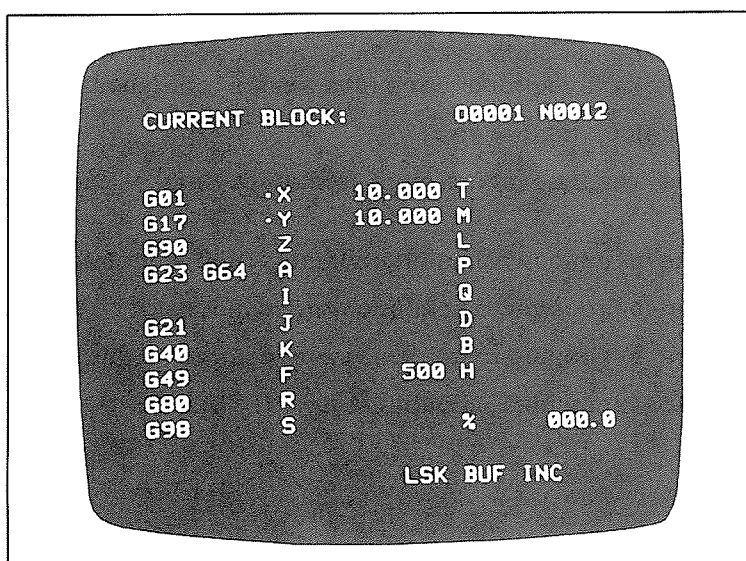 CURRENT BLOCK: O0001 N0012
G01 ·X 10.000 T
G17 ·Y 10.000 M
G90 Z L
G23 G64 A P
I Q
G21 J D
G40 K B
G49 F 500 H
G80 R
G98 S % 000.0
LSK BUF INC